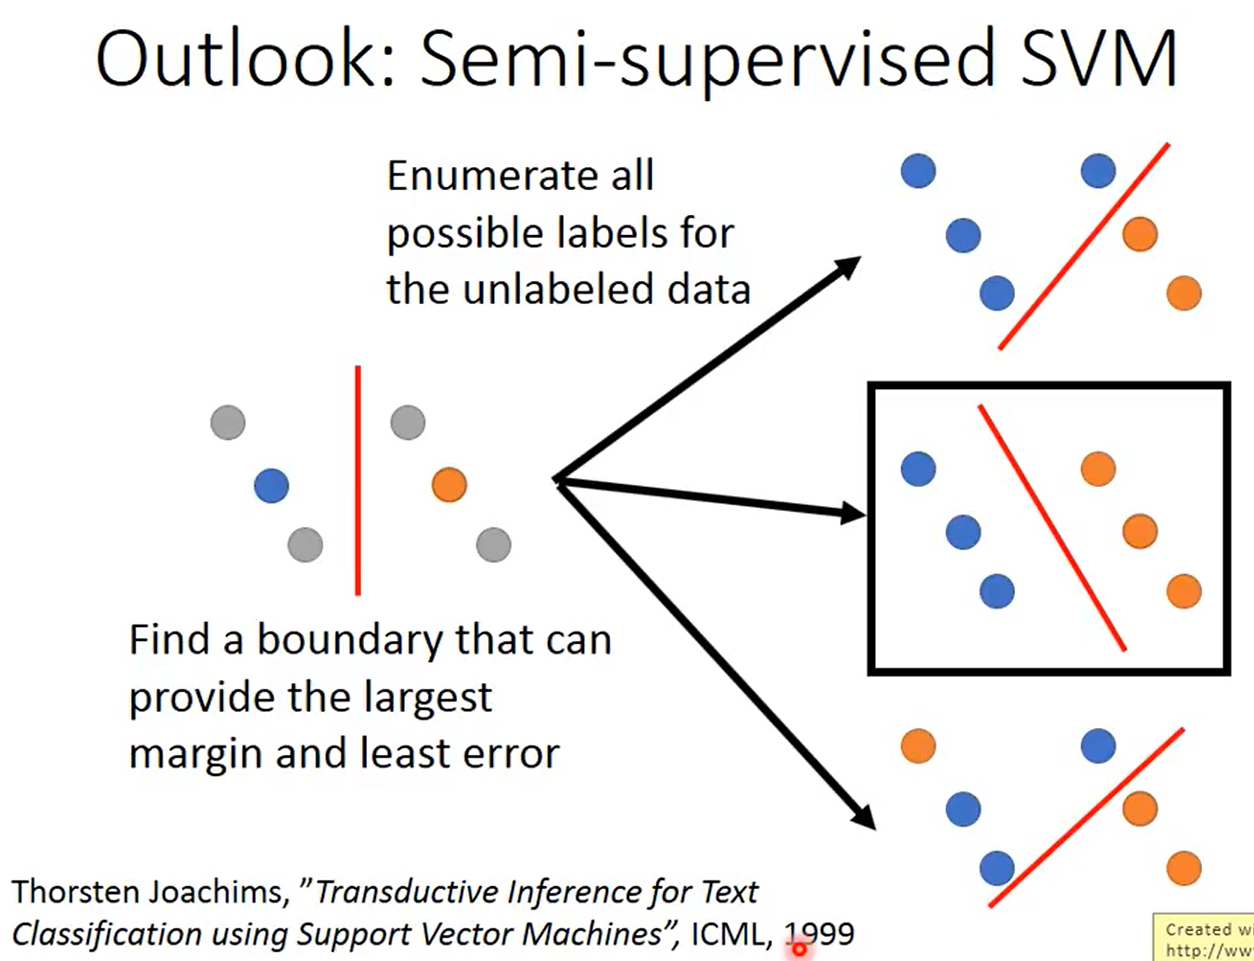 Outlook: Semi-supervised SVM
Enumerate all
possible labels for
the unlabeled data
Find a boundary that can
provide the largest
margin and least error
Thorsten Joachims, ”Transductive Inference for Text
Classification using Support Vector Machines”, ICML, 1999
Created wi
http://ww